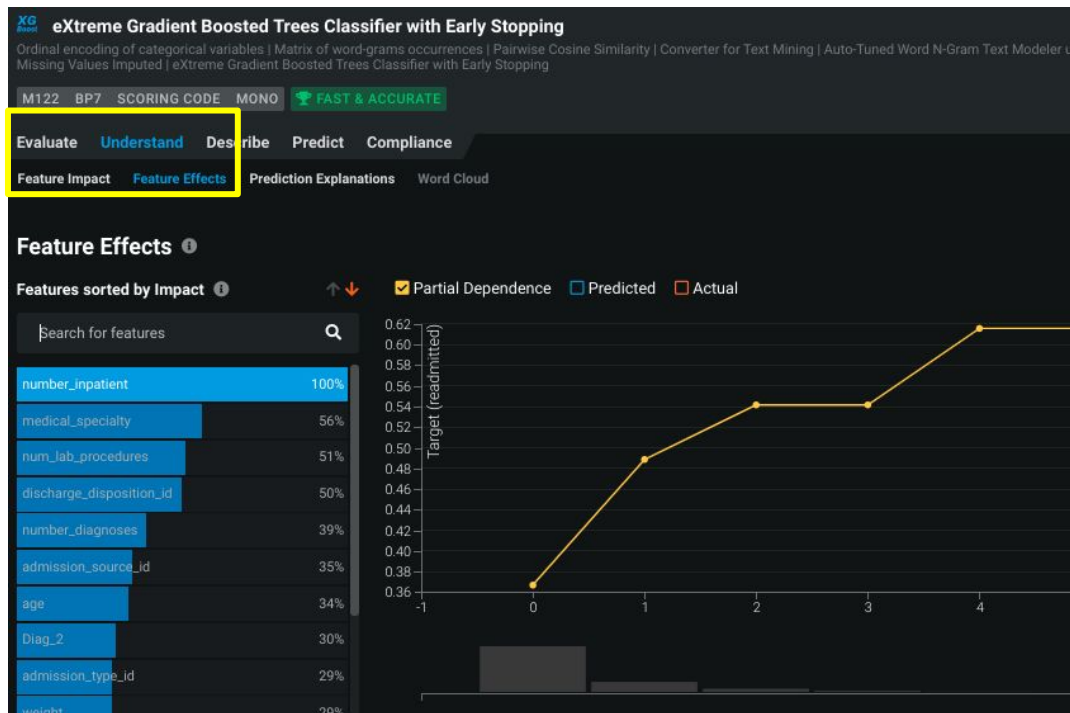 XG Boost eXtreme Gradient Boosted Trees Classifier with Early Stopping
Ordinal encoding of categorical variables | Matrix of word-grams occurrences | Pairwise Cosine Similarity | Converter for Text Mining | Auto-Tuned Word N-Gram Text Modeler u
Missing Values Imputed | eXtreme Gradient Boosted Trees Classifier with Early Stopping
M122 BP7 SCORING CODE MONO FAST & ACCURATE
Evaluate Understand Describe Predict Compliance
Feature Impact Feature Effects Prediction Explanations Word Cloud
Feature Effects
Features sorted by Impact
Search for features
number_inpatient 100%
medical_specialty 56%
num_lab_procedures 51%
discharge_disposition_id 50%
number_diagnoses 39%
admission_source_id 35%
age 34%
Diag_2 30%
admission_type_id 29%
weight 29%
Partial Dependence Predicted Actual
Target (readmitted)
0.62
0.60
0.58
0.56
0.54
0.52
0.50
0.48
0.46
0.44
0.42
0.40
0.38
0.36
-1 0 1 2 3 4